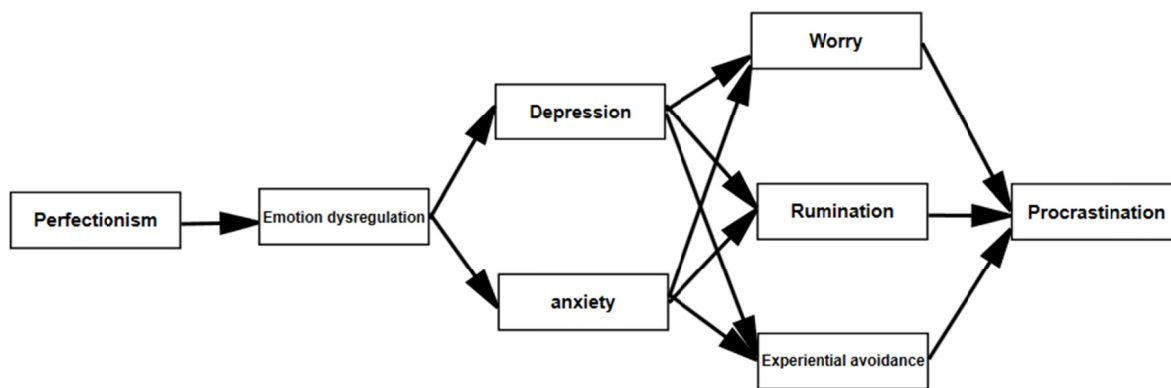 Worry
Depression
Perfectionism
Emotion dysregulation
Rumination
Procrastination
anxiety
Experiential avoidance